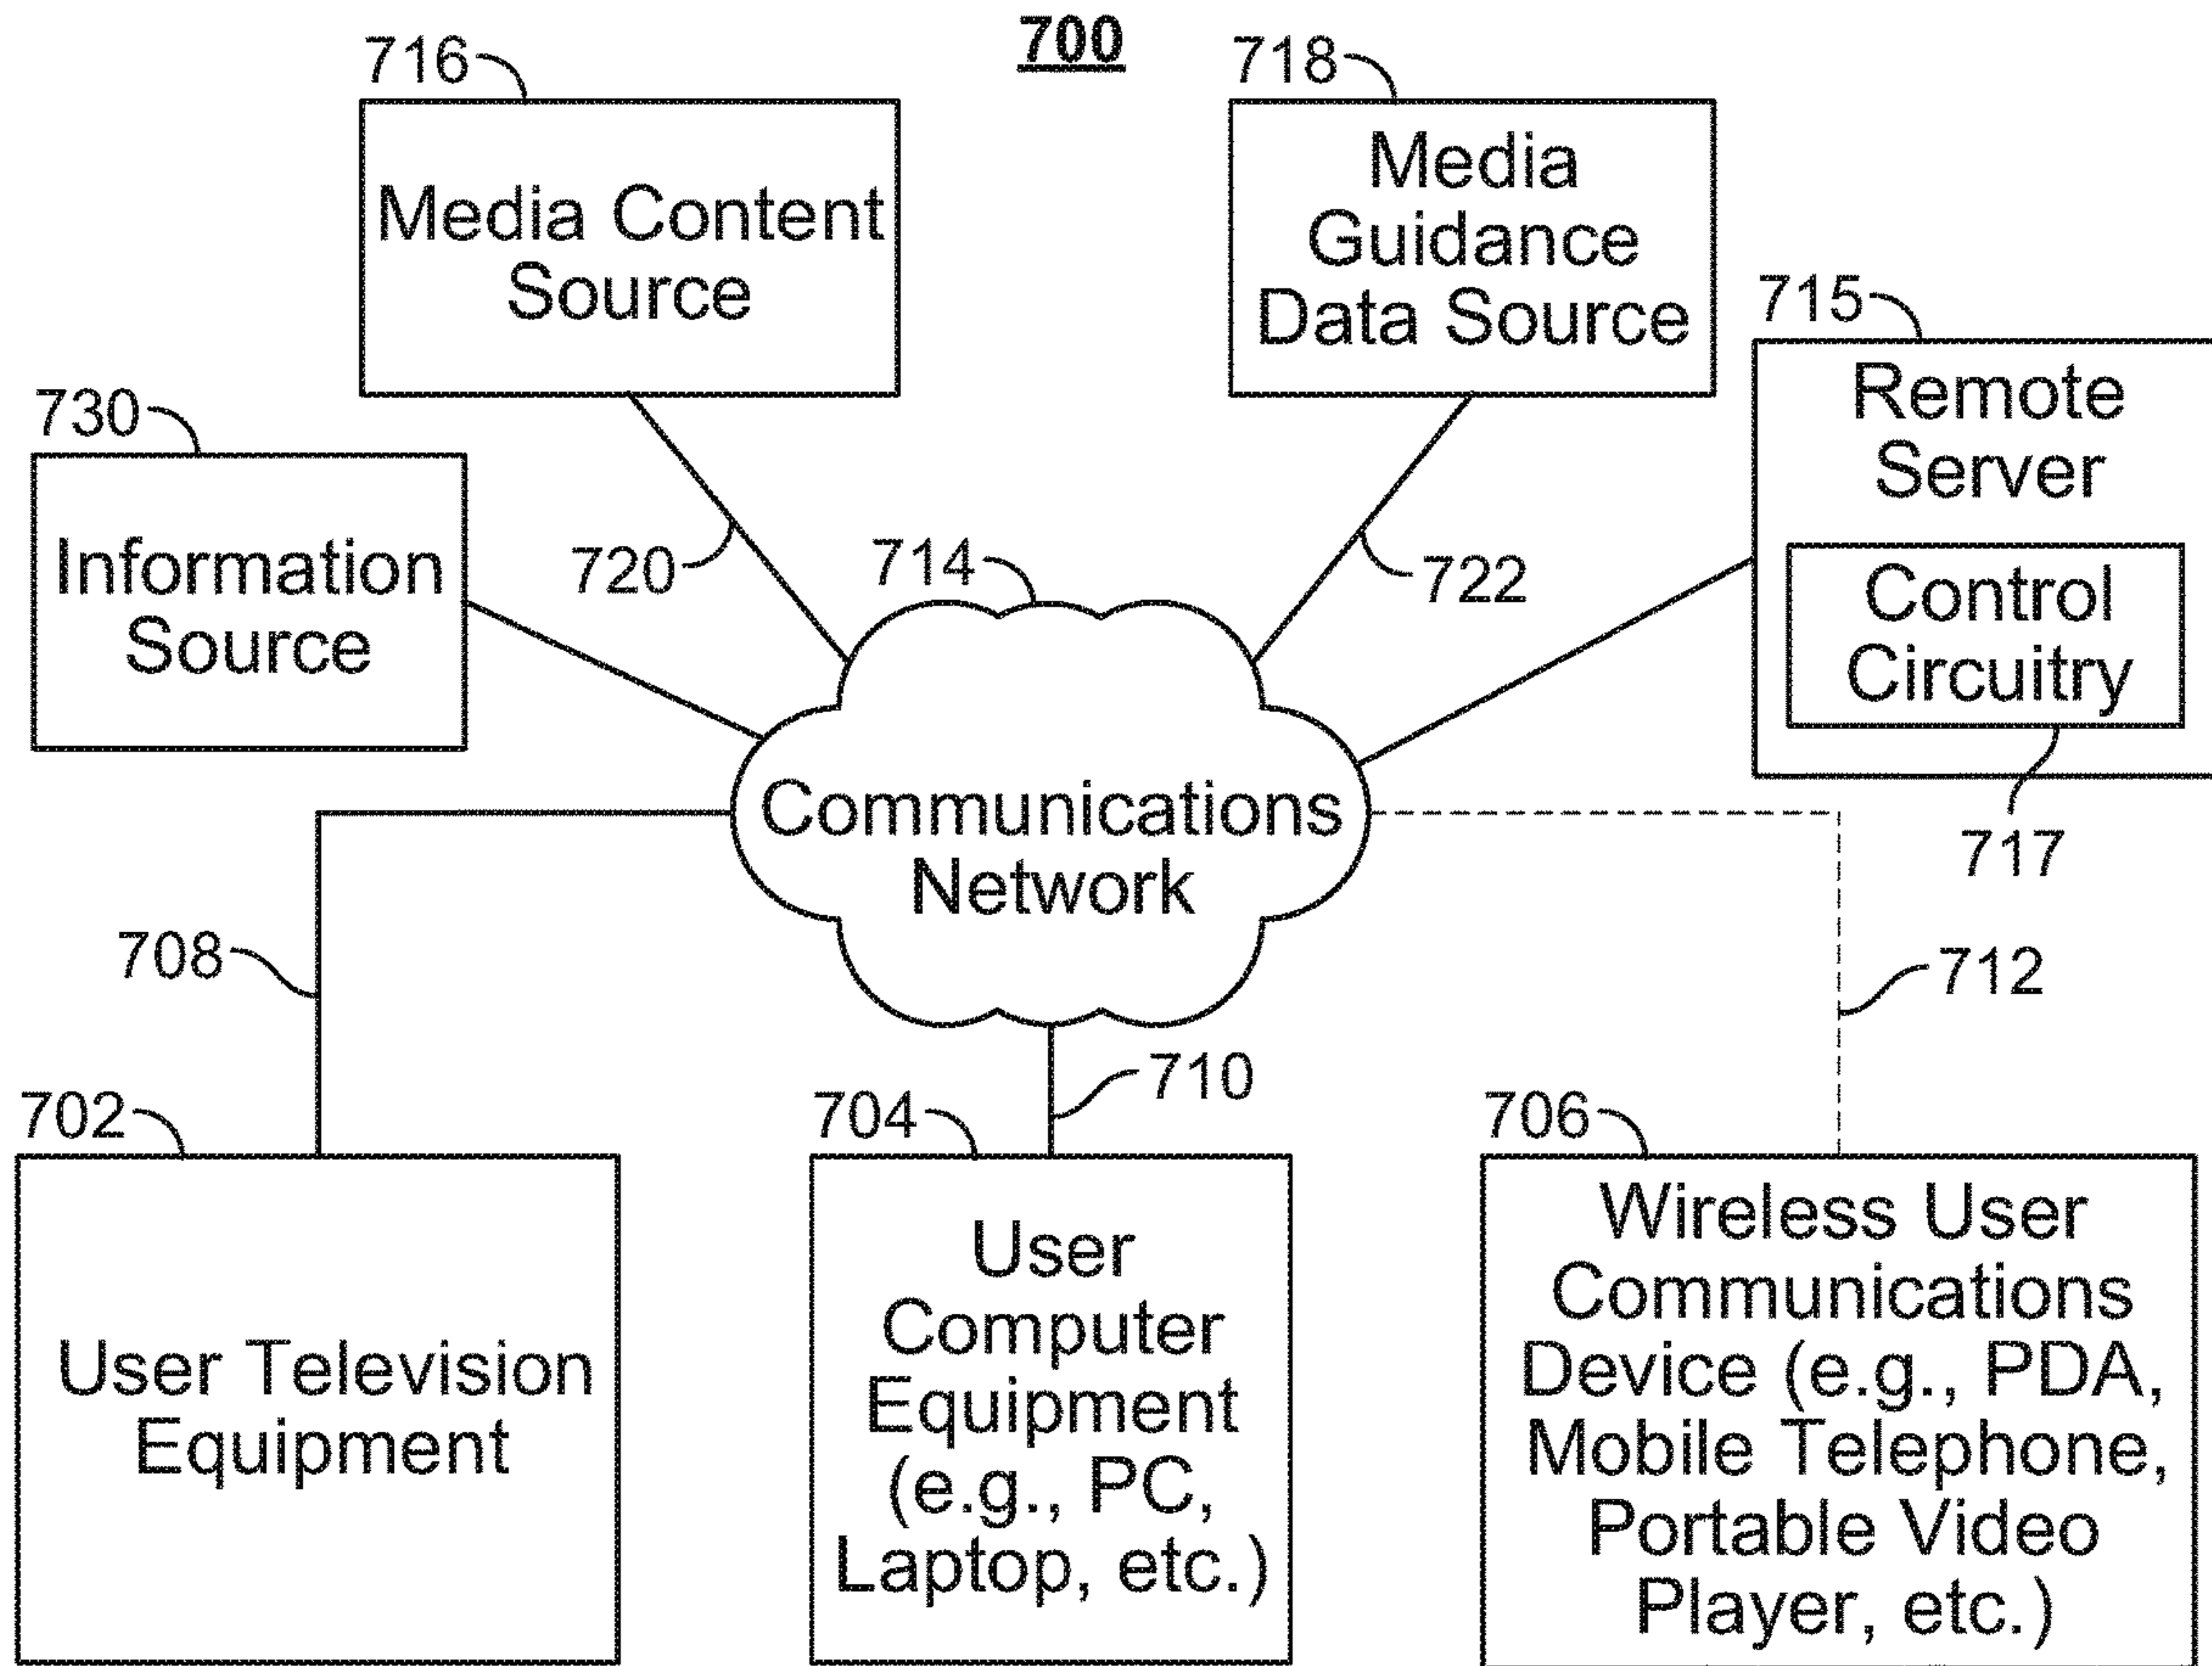 700
716
718
Media Content
Source
Media
Guidance
Data Source
715
Remote
Server
Control
Circuitry
717
730
Information
Source
720
714
722
Communications
Network
708
712
710
702
704
706
User Television
Equipment
User
Computer
Equipment
(e.g., PC,
Laptop, etc.)
Wireless User
Communications
Device (e.g., PDA,
Mobile Telephone,
Portable Video
Player, etc.)